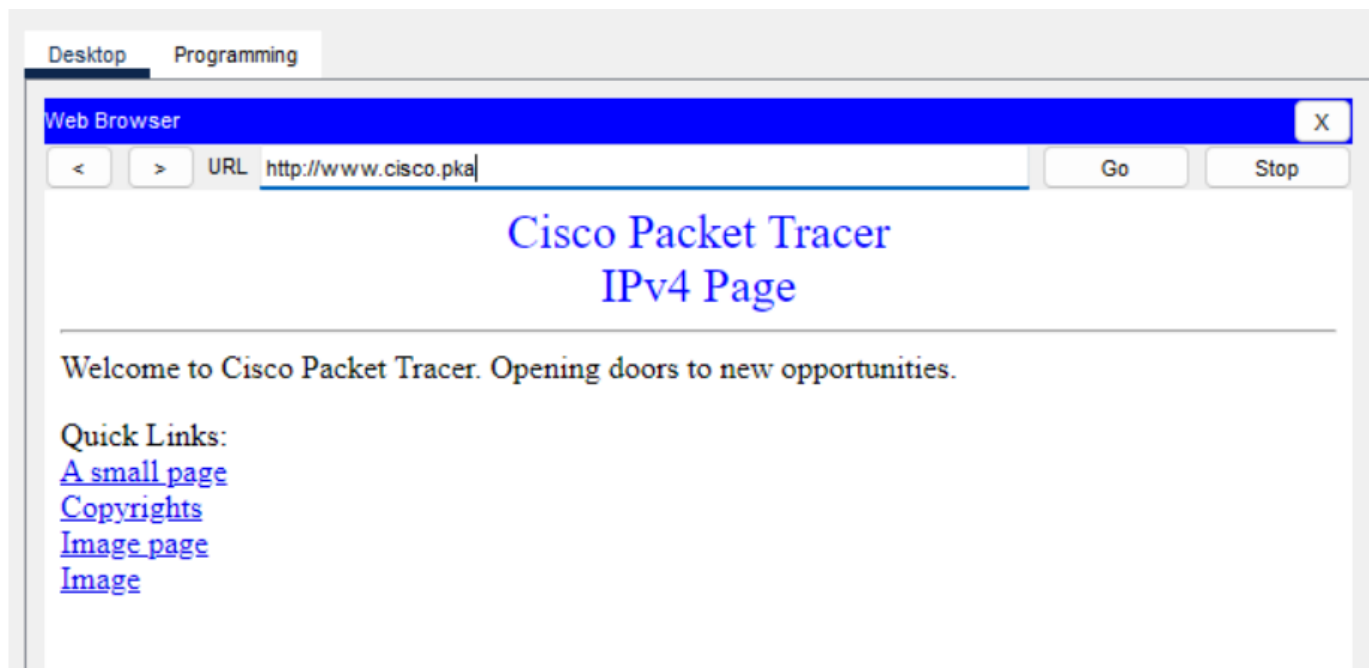 Desktop Programming
Web Browser X
< > URL http://www.cisco.pka Go Stop
Cisco Packet Tracer
IPv4 Page
Welcome to Cisco Packet Tracer. Opening doors to new opportunities.
Quick Links:
A small page
Copyrights
Image page
Image